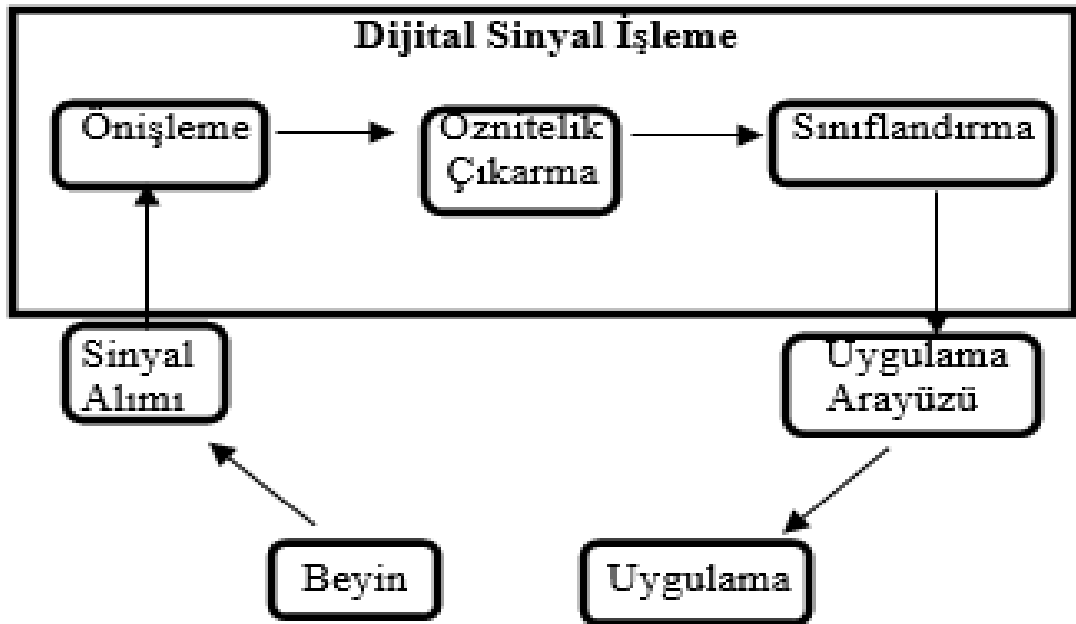 Dijital Sinyal İşleme
Önişleme
Öznitelik
Çıkarma
Sınıflandırma
Sinyal
Alımı
Uygulama
Arayüzü
Beyin
Uygulama